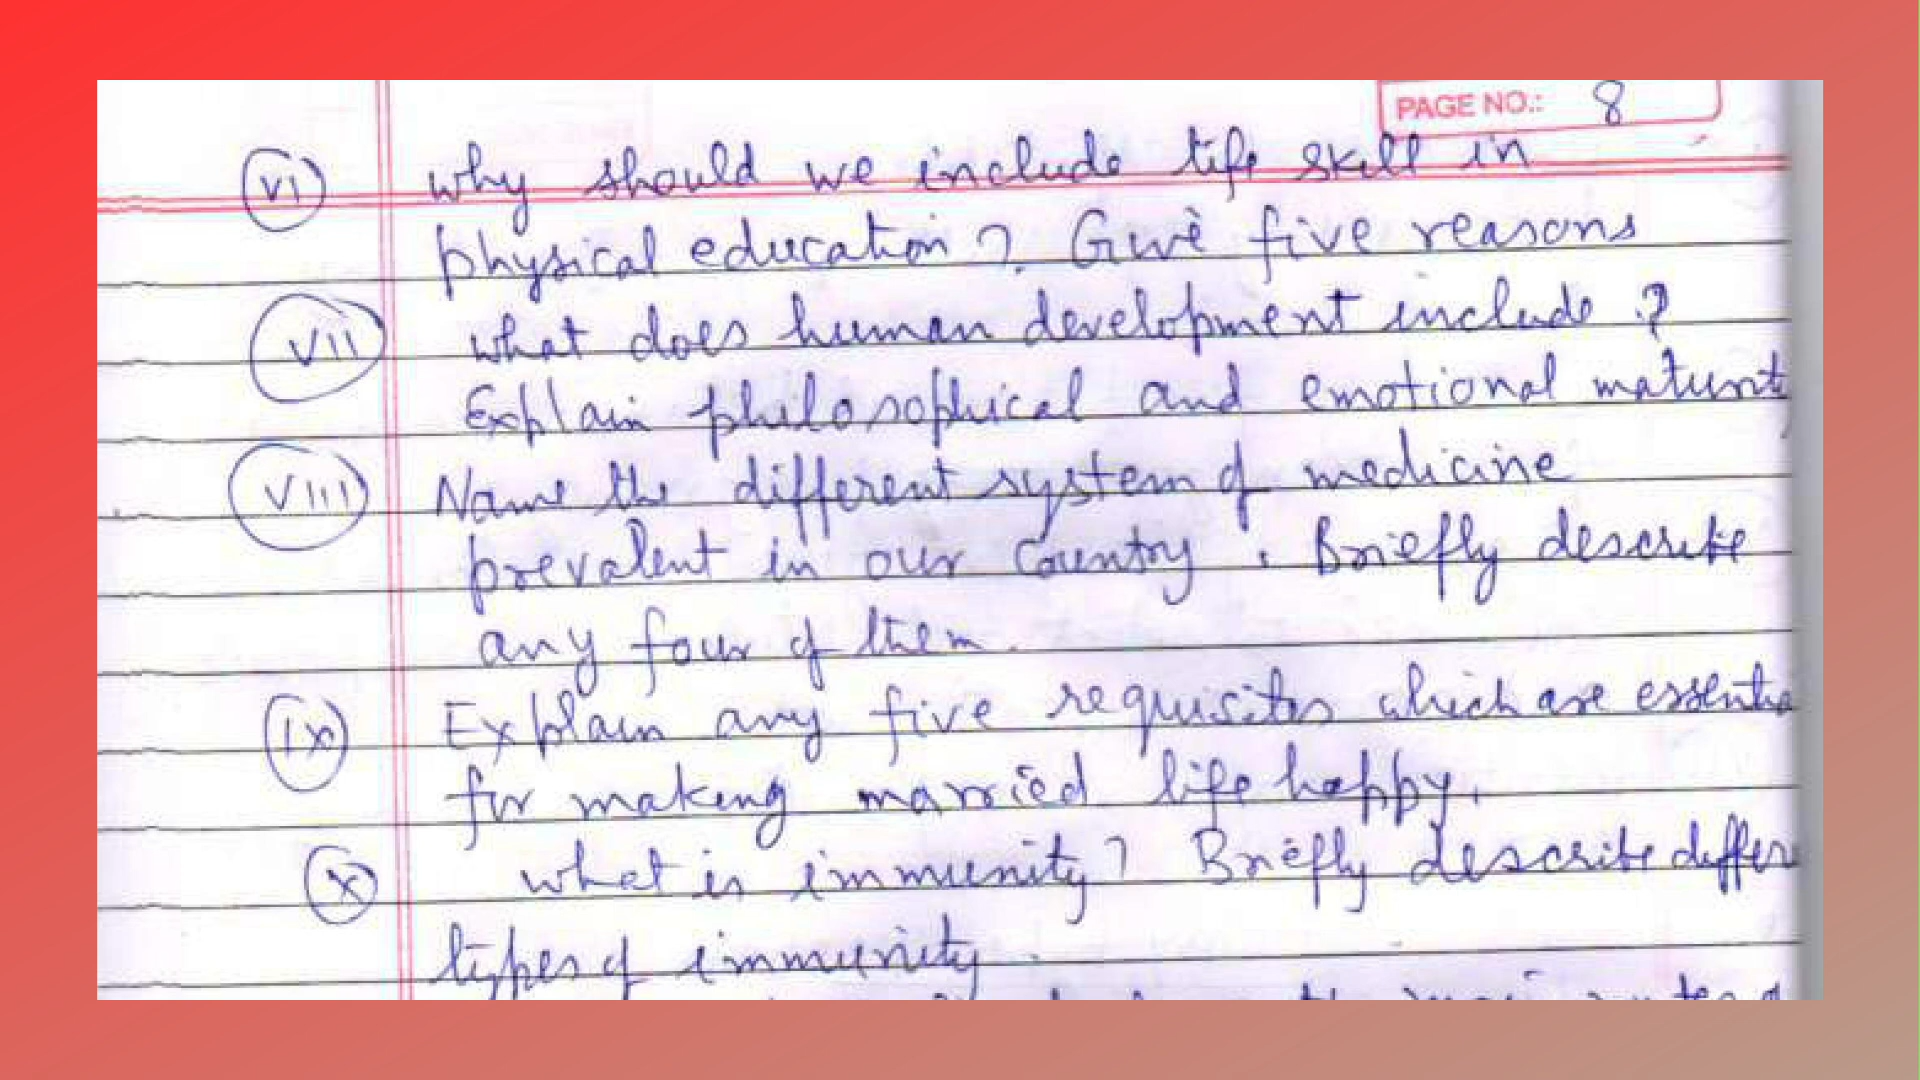 PAGE NO.: 8
(vi) why should we include life skill in
physical education? Give five reasons
(vii) what does human development include ?
Explain philosophical and emotional maturity
(viii) Name the different system of medicine
prevalent in our Country . Briefly describe
any four of them.
(ix) Explain any five requisites which are essentia
for making married life happy.
(x) what is immunity? Briefly describe differ
types of immunity.